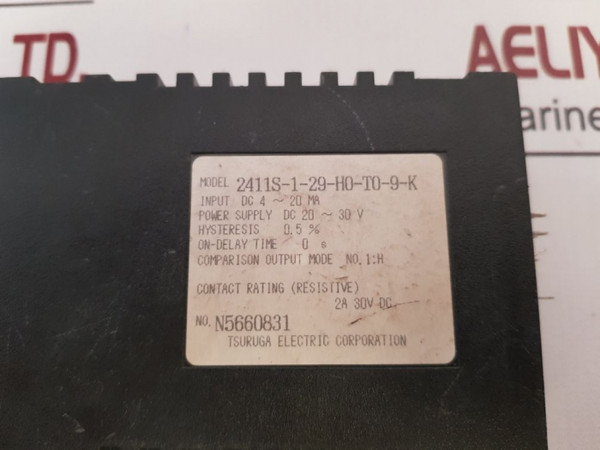 TD.
AELIY
arine
MODEL 2411S-1-29-H0-T0-9-K
INPUT DC 4 ～ 20 MA
POWER SUPPLY DC 20 ～ 30 V
HYSTERESIS 0.5 %
ON-DELAY TIME 0 s
COMPARISON OUTPUT MODE NO.1:H
CONTACT RATING (RESISTIVE)
2A 30V DC
NO. N5660831
TSURUGA ELECTRIC CORPORATION